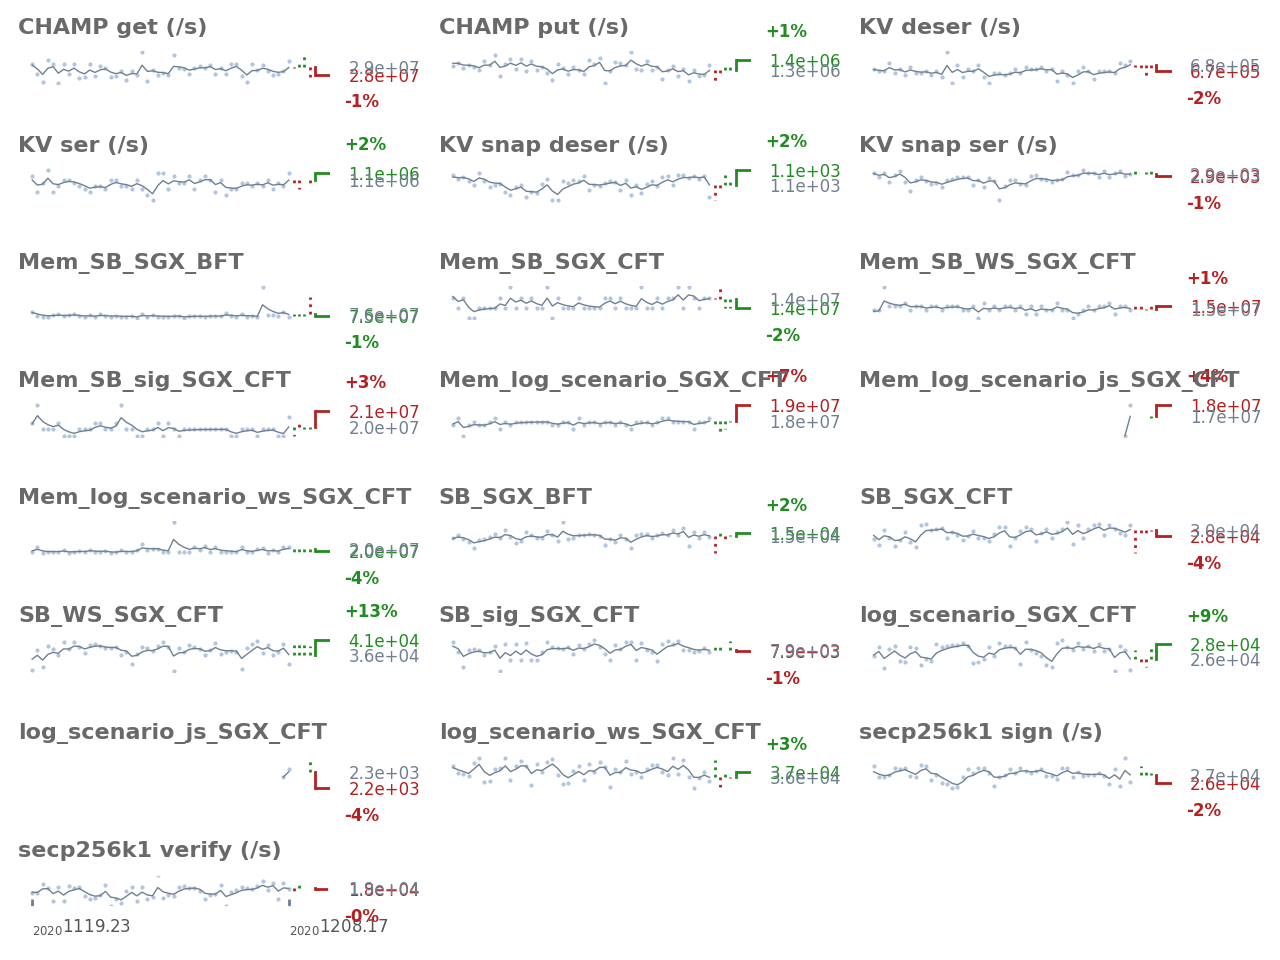 CHAMP get (/s)
2.9e+07
2.8e+07
-1%
CHAMP put (/s)
+1%
1.4e+06
1.3e+06
KV deser (/s)
6.8e+05
6.7e+05
-2%
KV ser (/s)
+2%
1.1e+06
1.1e+06
KV snap deser (/s)
+2%
1.1e+03
1.1e+03
KV snap ser (/s)
2.9e+03
2.9e+03
-1%
Mem_SB_SGX_BFT
7.6e+07
7.5e+07
-1%
Mem_SB_SGX_CFT
1.4e+07
1.4e+07
-2%
Mem_SB_WS_SGX_CFT
+1%
1.5e+07
1.5e+07
Mem_SB_sig_SGX_CFT
+3%
2.1e+07
2.0e+07
Mem_log_scenario_SGX_CFT
+7%
1.9e+07
1.8e+07
Mem_log_scenario_js_SGX_CFT
+4%
1.8e+07
1.7e+07
Mem_log_scenario_ws_SGX_CFT
2.0e+07
2.0e+07
-4%
SB_SGX_BFT
+2%
1.5e+04
1.5e+04
SB_SGX_CFT
3.0e+04
2.8e+04
-4%
SB_WS_SGX_CFT
+13%
4.1e+04
3.6e+04
SB_sig_SGX_CFT
7.9e+03
7.9e+03
-1%
log_scenario_SGX_CFT
+9%
2.8e+04
2.6e+04
log_scenario_js_SGX_CFT
2.3e+03
2.2e+03
-4%
log_scenario_ws_SGX_CFT
+3%
3.7e+04
3.6e+04
secp256k1 sign (/s)
2.7e+04
2.6e+04
-2%
secp256k1 verify (/s)
1.8e+04
-0%
2020 1119.23
2020 1208.17